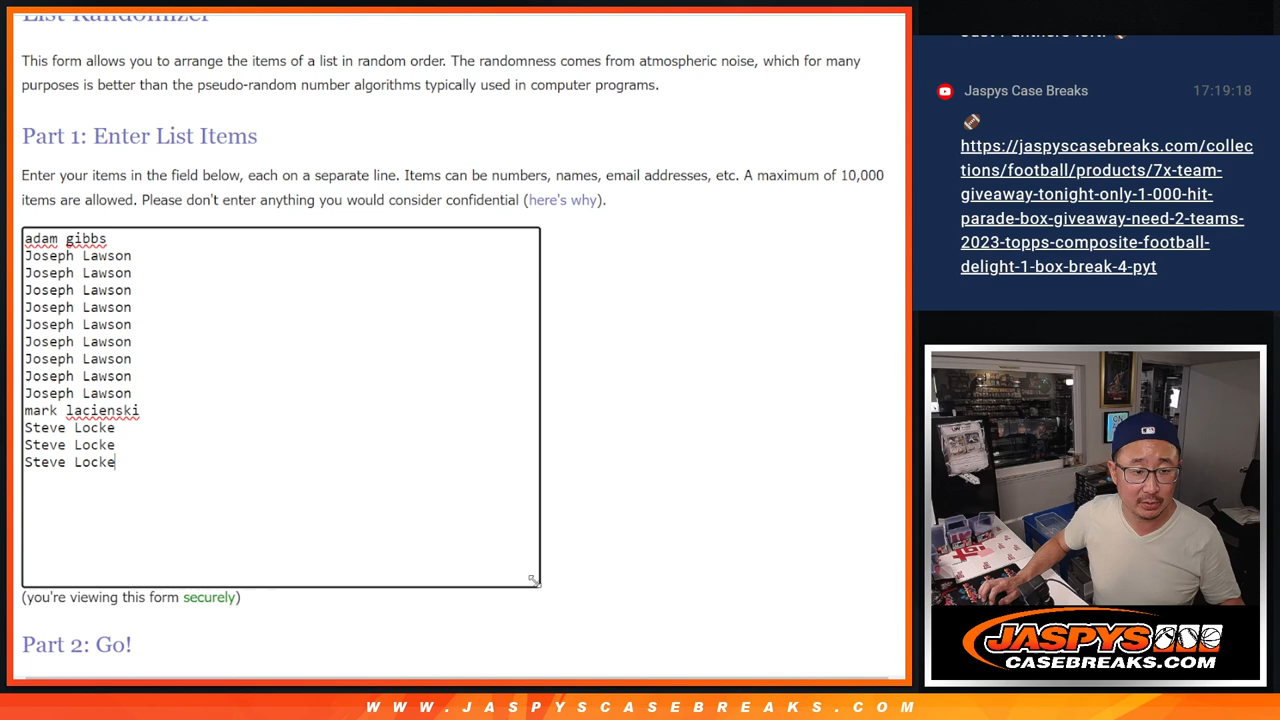 List Randomizer
This form allows you to arrange the items of a list in random order. The randomness comes from atmospheric noise, which for many
purposes is better than the pseudo-random number algorithms typically used in computer programs.
Part 1: Enter List Items
Enter your items in the field below, each on a separate line. Items can be numbers, names, email addresses, etc. A maximum of 10,000
items are allowed. Please don't enter anything you would consider confidential (here's why).
adam gibbs
Joseph Lawson
Joseph Lawson
Joseph Lawson
Joseph Lawson
Joseph Lawson
Joseph Lawson
Joseph Lawson
Joseph Lawson
Joseph Lawson
mark lacienski
Steve Locke
Steve Locke
Steve Locke
(you're viewing this form securely)
Part 2: Go!
Jaspys Case Breaks 17:19:18
https://jaspyscasebreaks.com/collec
tions/football/products/7x-team-
giveaway-tonight-only-1-000-hit-
parade-box-giveaway-need-2-teams-
2023-topps-composite-football-
delight-1-box-break-4-pyt
JASPYS
CASEBREAKS.COM
WWW.JASPYSCASEBREAKS.COM